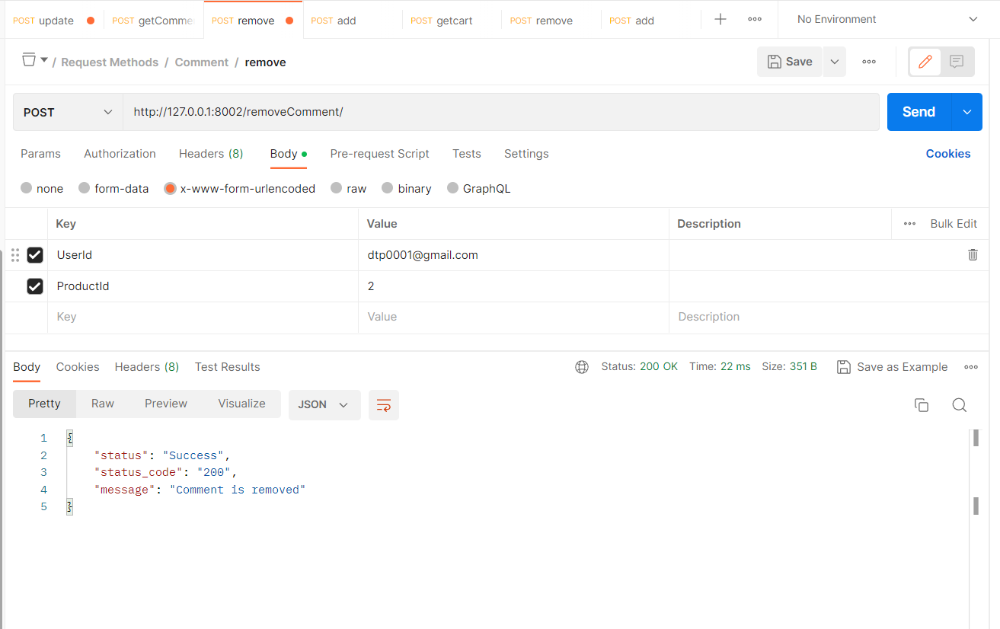 POST update POST getComme POST remove POST add POST getcart POST remove POST add No Environment
/ Request Methods / Comment / remove Save
POST http://127.0.0.1:8002/removeComment/ Send
Params Authorization Headers (8) Body Pre-request Script Tests Settings Cookies
none form-data x-www-form-urlencoded raw binary GraphQL
Key Value Description Bulk Edit
UserId dtp0001@gmail.com
ProductId 2
Key Value Description
Body Cookies Headers (8) Test Results Status: 200 OK Time: 22 ms Size: 351 B Save as Example
Pretty Raw Preview Visualize JSON
1 {
2 "status": "Success",
3 "status_code": "200",
4 "message": "Comment is removed"
5 }